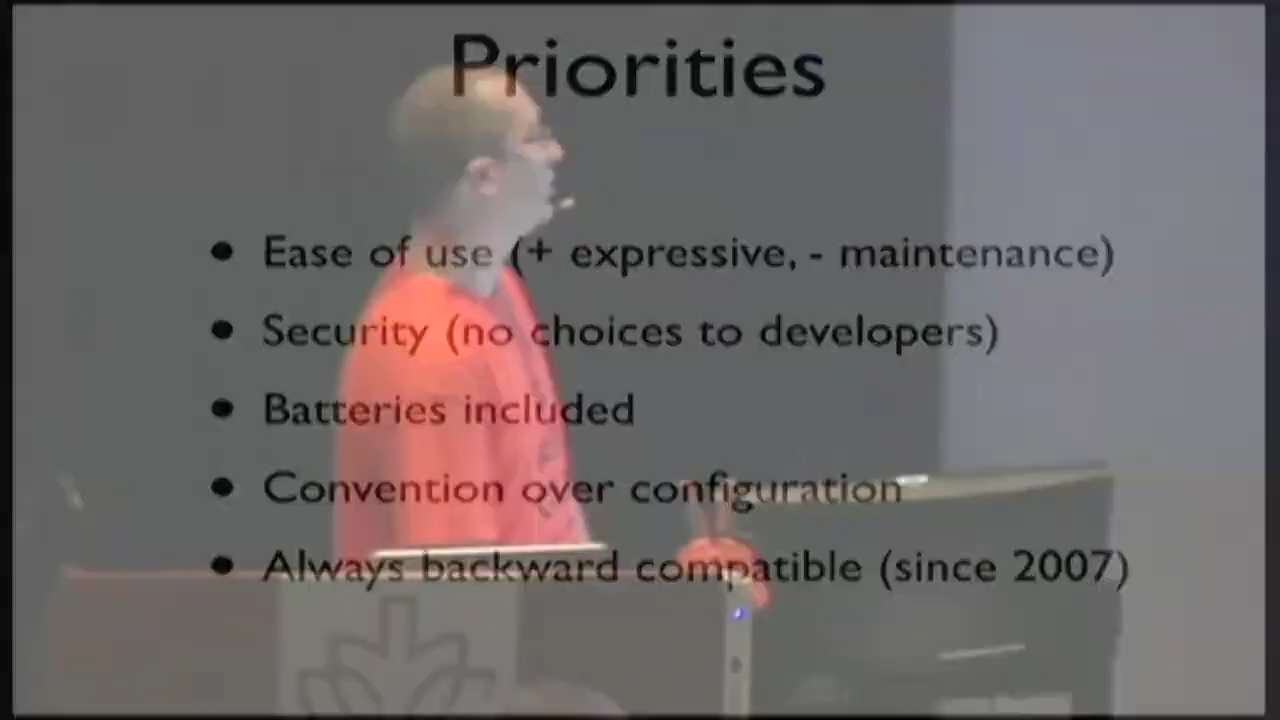 Priorities
• Ease of use (+ expressive, - maintenance)
• Security (no choices to developers)
• Batteries included
• Convention over configuration
• Always backward compatible (since 2007)